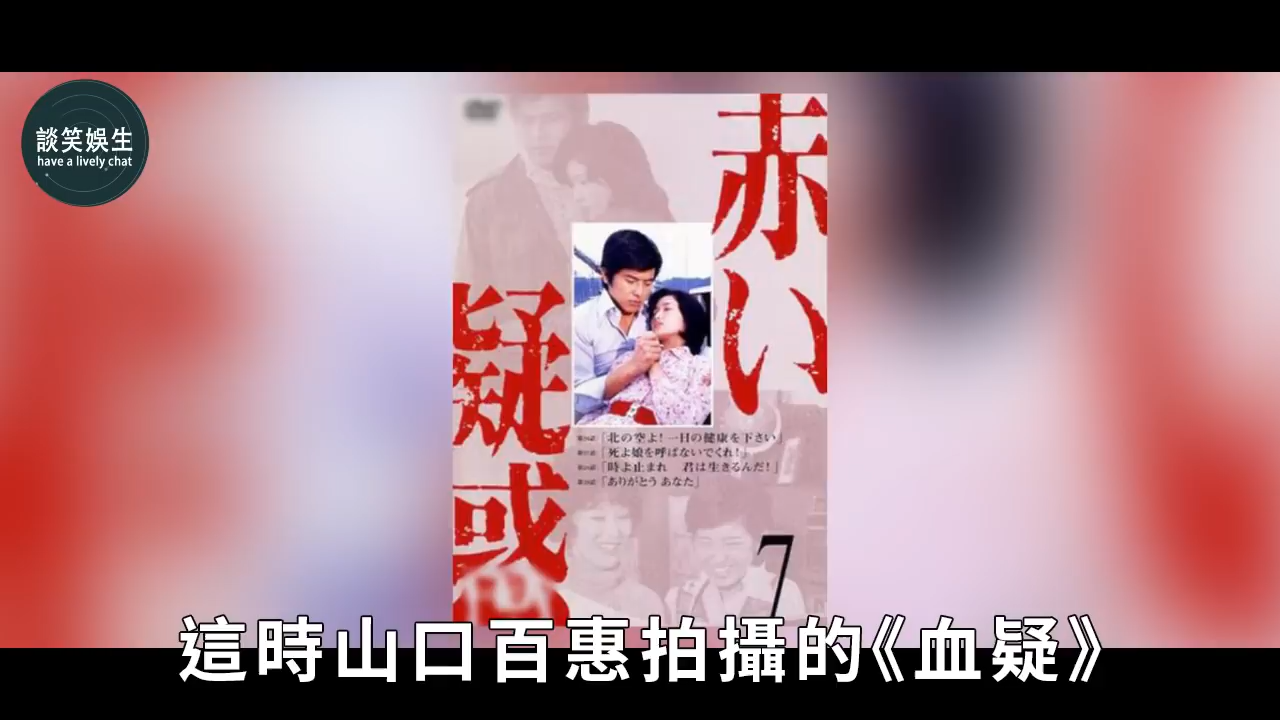 談笑娛生
have a lively chat
赤い
疑惑
「北の空よ!一日の健康を下さい」
「死よ娘を呼ばないでくれ!」
「時よ止まれ 君は生きるんだ!」
「ありがとう あなた」
7
這時山口百惠拍攝的《血疑》